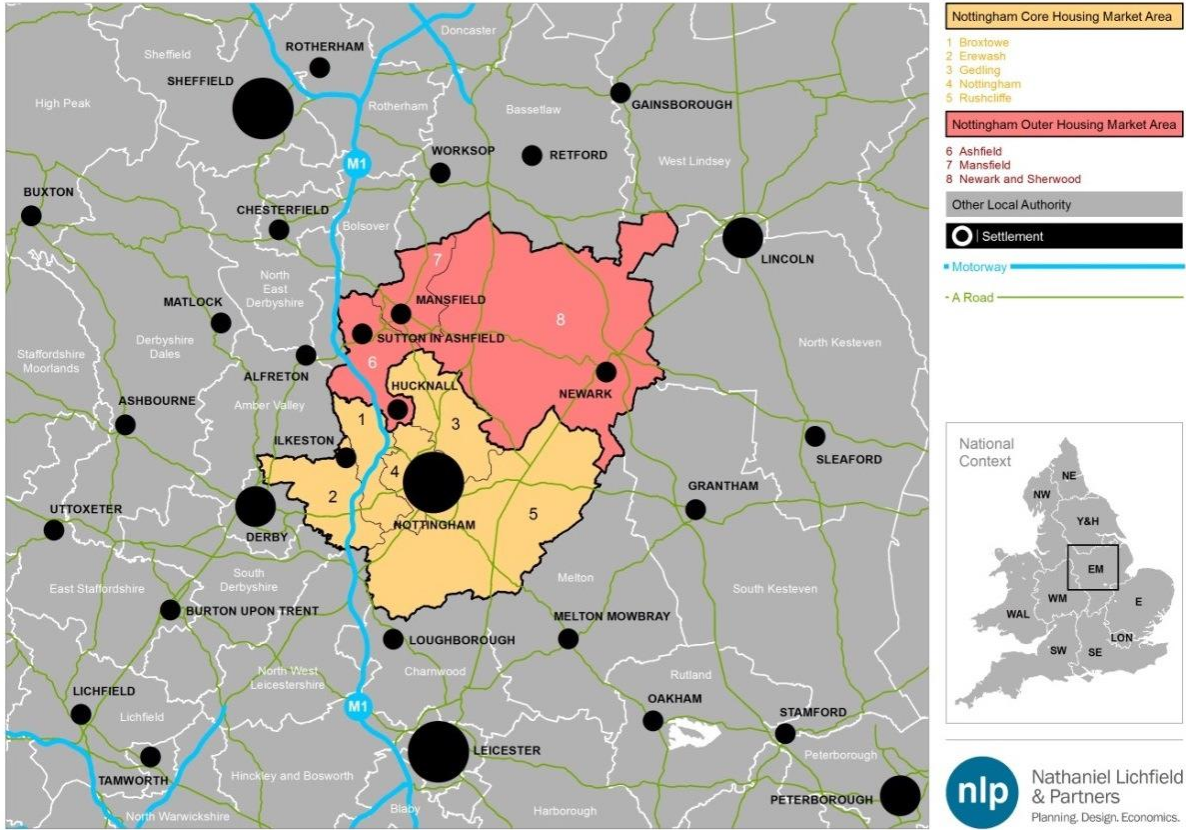 Doncaster
ROTHERHAM
Sheffield
SHEFFIELD
High Peak
Rotherham
Bassetlaw
GAINSBOROUGH
M1
WORKSOP
RETFORD
West Lindsey
BUXTON
CHESTERFIELD
Bolsover
LINCOLN
7
North
East
Derbyshire
MATLOCK
MANSFIELD
8
SUTTON IN ASHFIELD
Derbyshire
Dales
North Kesteven
Staffordshire
Moorlands
6
ALFRETON
HUCKNALL
NEWARK
ASHBOURNE
Amber Valley
1
3
ILKESTON
SLEAFORD
4
2
GRANTHAM
UTTOXETER
NOTTINGHAM
5
DERBY
East Staffordshire
South
Derbyshire
Melton
South Kesteven
BURTON UPON TRENT
MELTON MOWBRAY
LOUGHBOROUGH
North West
Leicestershire
Charnwood
Rutland
LICHFIELD
Lichfield
M1
OAKHAM
STAMFORD
LEICESTER
Peterborough
TAMWORTH
Hinckley and Bosworth
PETERBOROUGH
North Warwickshire
Blaby
Harborough
Nottingham Core Housing Market Area
1 Broxtowe
2 Erewash
3 Gedling
4 Nottingham
5 Rushcliffe
Nottingham Outer Housing Market Area
6 Ashfield
7 Mansfield
8 Newark and Sherwood
Other Local Authority
Settlement
Motorway
A Road
National
Context
NE
NW
Y&H
EM
WM
E
WAL
LON
SW
SE
nlp
Nathaniel Lichfield
& Partners
Planning. Design. Economics.